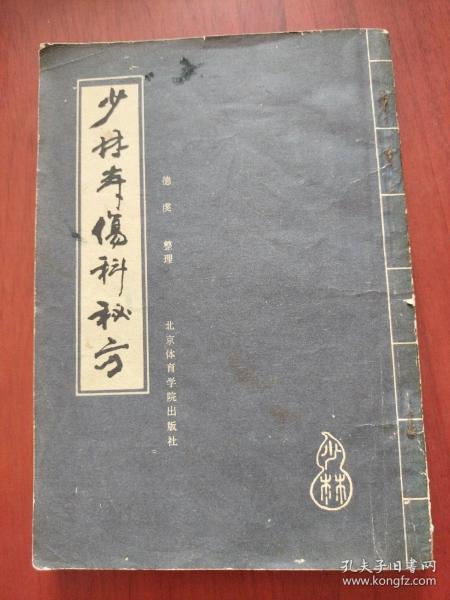 少林寺傷科秘方
德虔 整理
北京体育学院出版社
少林
孔夫子旧书网
www.kongfz.com